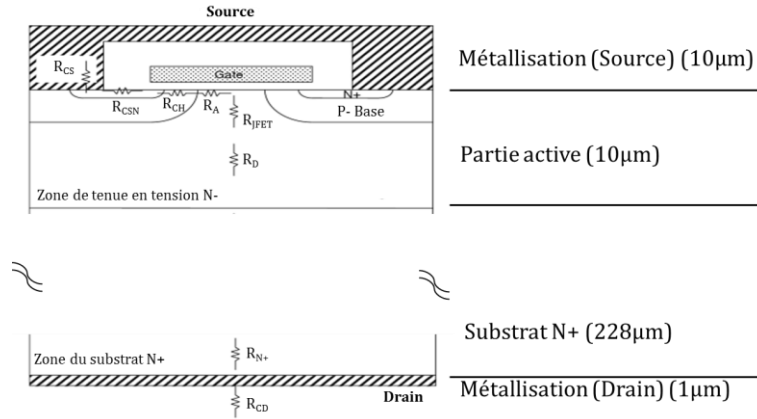 Source
Métallisation (Source) (10µm)
R_CS
Gate
R_CSN
R_CH
R_A
N+
P- Base
R_JFET
Partie active (10µm)
R_D
Zone de tenue en tension N-
Substrat N+ (228µm)
Zone du substrat N+
R_N+
Métallisation (Drain) (1µm)
Drain
R_CD